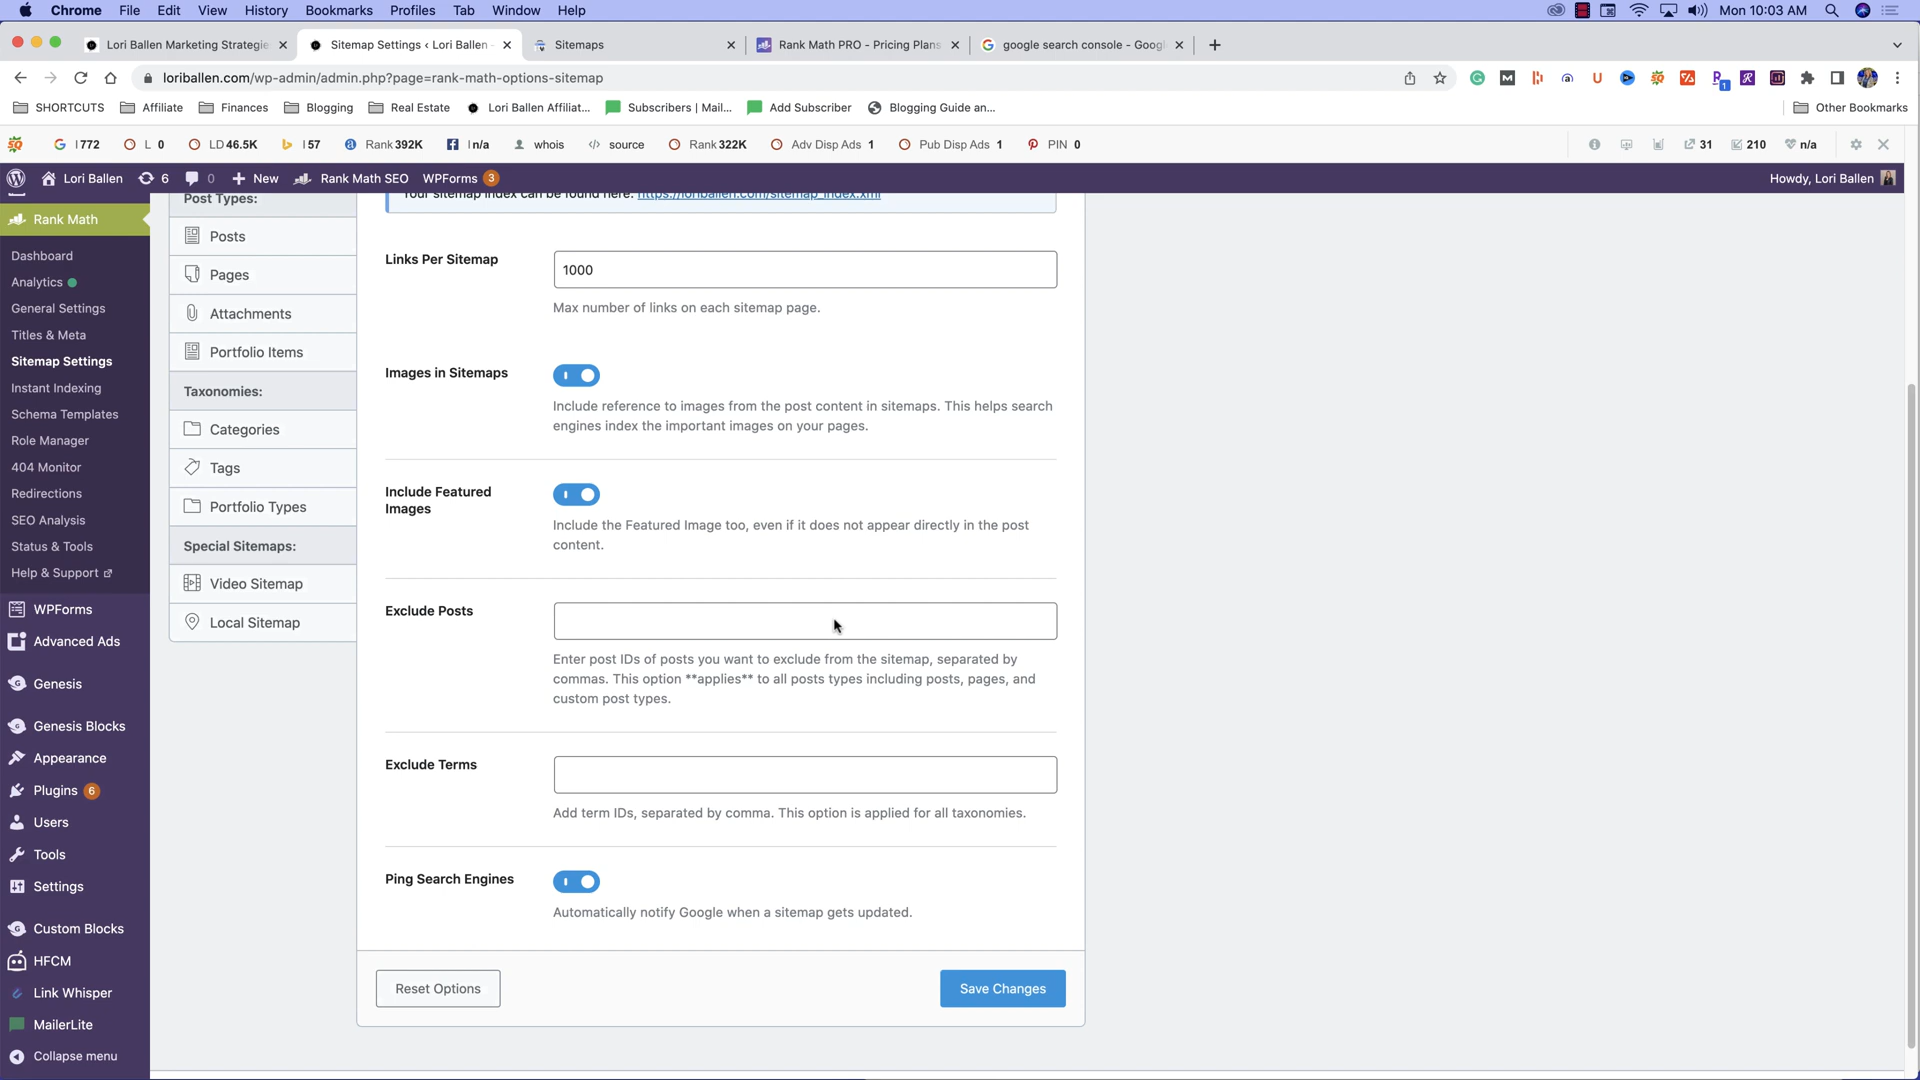 Chrome File Edit View History Bookmarks Profiles Tab Window Help Mon 10:03 AM
Lori Ballen Marketing Strategie Sitemap Settings ‹ Lori Ballen - Sitemaps Rank Math PRO - Pricing Plans google search console - Googl
loriballen.com/wp-admin/admin.php?page=rank-math-options-sitemap
SHORTCUTS Affiliate Finances Blogging Real Estate Lori Ballen Affiliat... Subscribers | Mail... Add Subscriber Blogging Guide an... Other Bookmarks
I 772 L 0 LD 46.5K I 57 Rank 392K I n/a whois source Rank 322K Adv Disp Ads 1 Pub Disp Ads 1 PIN 0 31 210 n/a
Lori Ballen 6 0 New Rank Math SEO WPForms 3 Howdy, Lori Ballen
Rank Math
Dashboard
Analytics
General Settings
Titles & Meta
Sitemap Settings
Instant Indexing
Schema Templates
Role Manager
404 Monitor
Redirections
SEO Analysis
Status & Tools
Help & Support
WPForms
Advanced Ads
Genesis
Genesis Blocks
Appearance
Plugins 6
Users
Tools
Settings
Custom Blocks
HFCM
Link Whisper
MailerLite
Collapse menu
Post Types:
Posts
Pages
Attachments
Portfolio Items
Taxonomies:
Categories
Tags
Portfolio Types
Special Sitemaps:
Video Sitemap
Local Sitemap
Your sitemap index can be found here: https://loriballen.com/sitemap_index.xml
Links Per Sitemap
1000
Max number of links on each sitemap page.
Images in Sitemaps
Include reference to images from the post content in sitemaps. This helps search
engines index the important images on your pages.
Include Featured
Images
Include the Featured Image too, even if it does not appear directly in the post
content.
Exclude Posts
Enter post IDs of posts you want to exclude from the sitemap, separated by
commas. This option **applies** to all posts types including posts, pages, and
custom post types.
Exclude Terms
Add term IDs, separated by comma. This option is applied for all taxonomies.
Ping Search Engines
Automatically notify Google when a sitemap gets updated.
Reset Options Save Changes